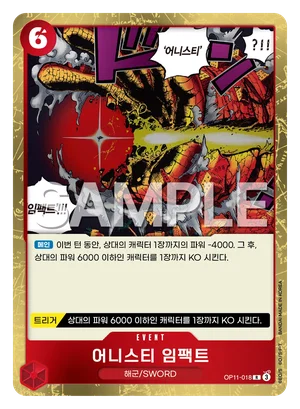 6
'어니스티'
?!!
임팩트!!!
SAMPLE
메인 이번 턴 동안, 상대의 캐릭터 1장까지의 파워 -4000. 그 후,
상대의 파워 6000 이하인 캐릭터를 1장까지 KO 시킨다.
트리거 상대의 파워 6000 이하인 캐릭터를 1장까지 KO 시킨다.
EVENT
어니스티 임팩트
해군/SWORD
OP11-018 R 3